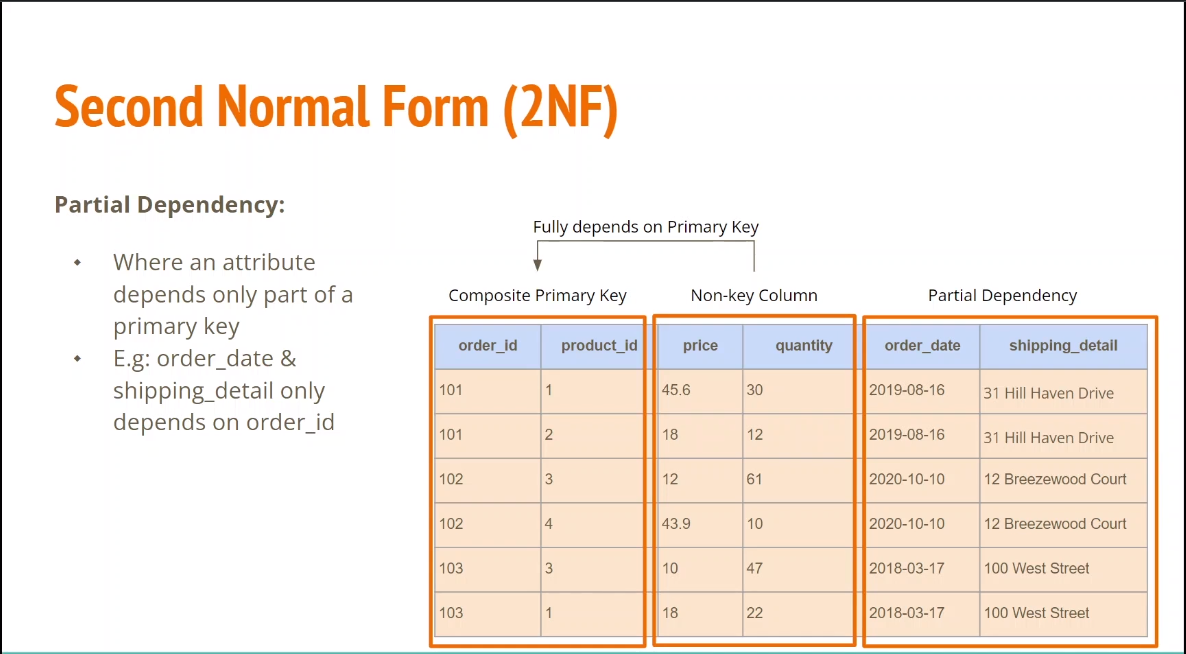 Second Normal Form (2NF)
Partial Dependency:
• Where an attribute
depends only part of a
primary key
• E.g: order_date &
shipping_detail only
depends on order_id
Fully depends on Primary Key
Composite Primary Key Non-key Column Partial Dependency
order_id product_id price quantity order_date shipping_detail
101 1 45.6 30 2019-08-16 31 Hill Haven Drive
101 2 18 12 2019-08-16 31 Hill Haven Drive
102 3 12 61 2020-10-10 12 Breezewood Court
102 4 43.9 10 2020-10-10 12 Breezewood Court
103 3 10 47 2018-03-17 100 West Street
103 1 18 22 2018-03-17 100 West Street